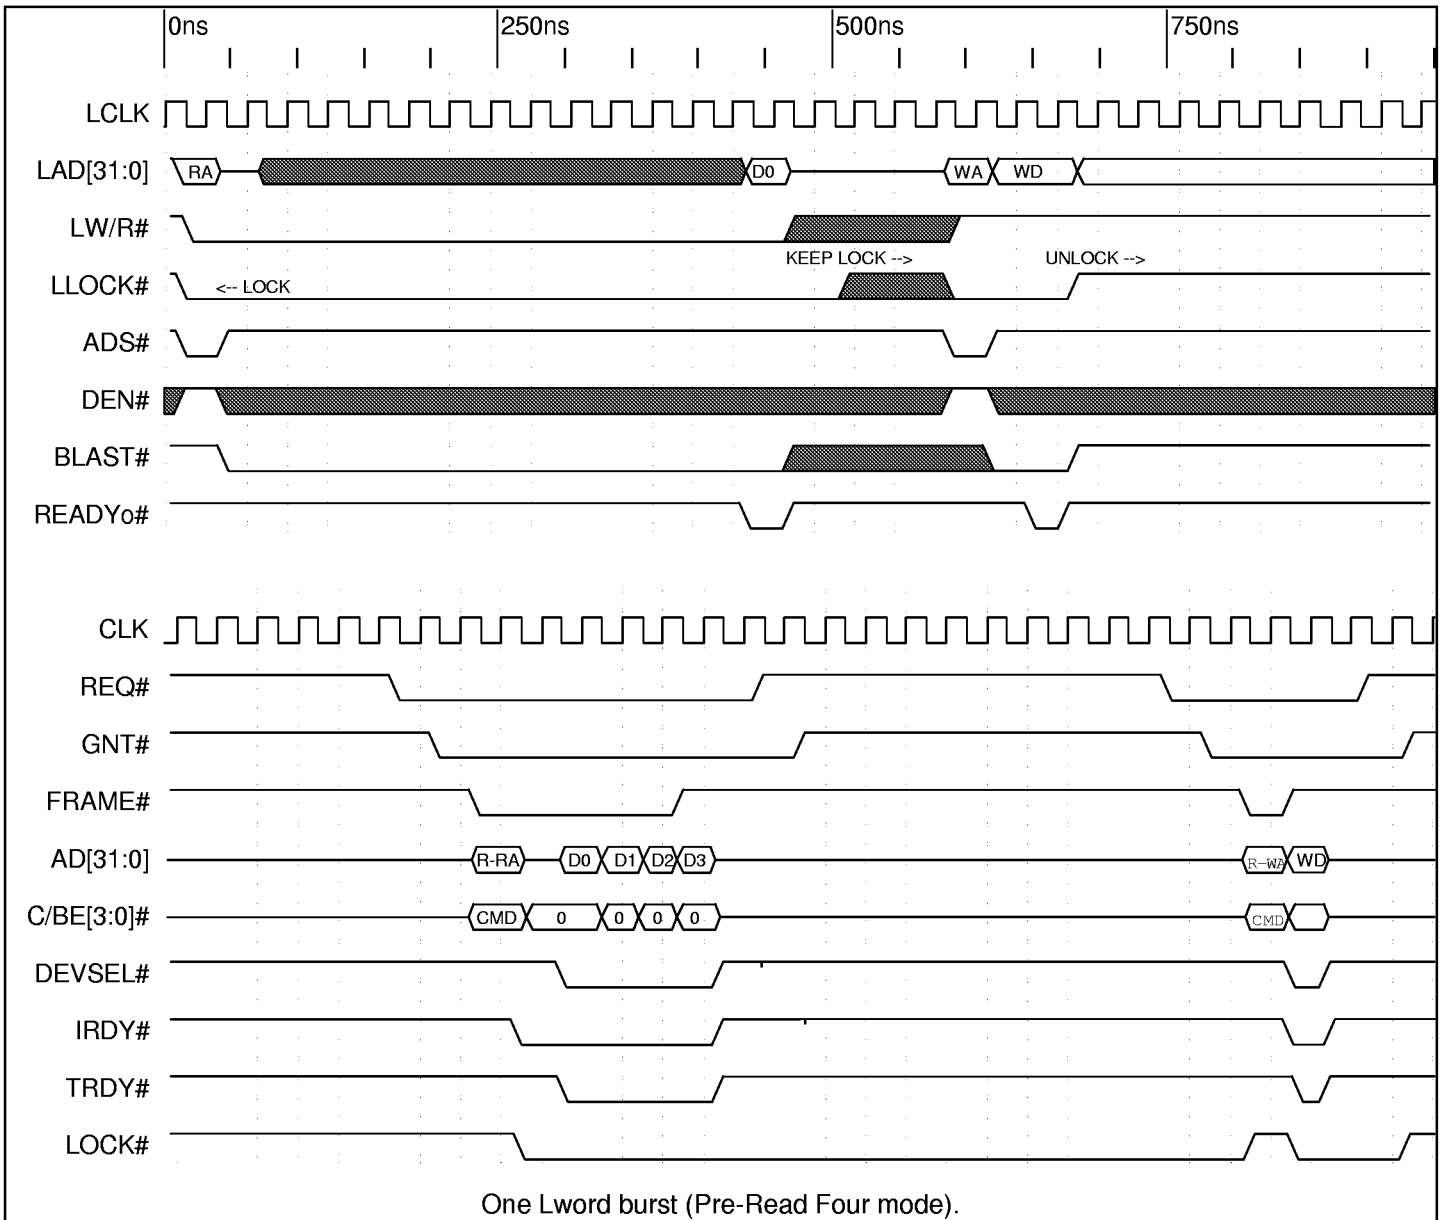 0ns 250ns 500ns 750ns
LCLK
LAD[31:0] RA D0 WA WD
LW/R#
KEEP LOCK --> UNLOCK -->
LLOCK# <-- LOCK
ADS#
DEN#
BLAST#
READYo#
CLK
REQ#
GNT#
FRAME#
AD[31:0] R-RA D0 D1 D2 D3 R-WA WD
C/BE[3:0]# CMD 0 0 0 0 CMD
DEVSEL#
IRDY#
TRDY#
LOCK#
One Lword burst (Pre-Read Four mode).